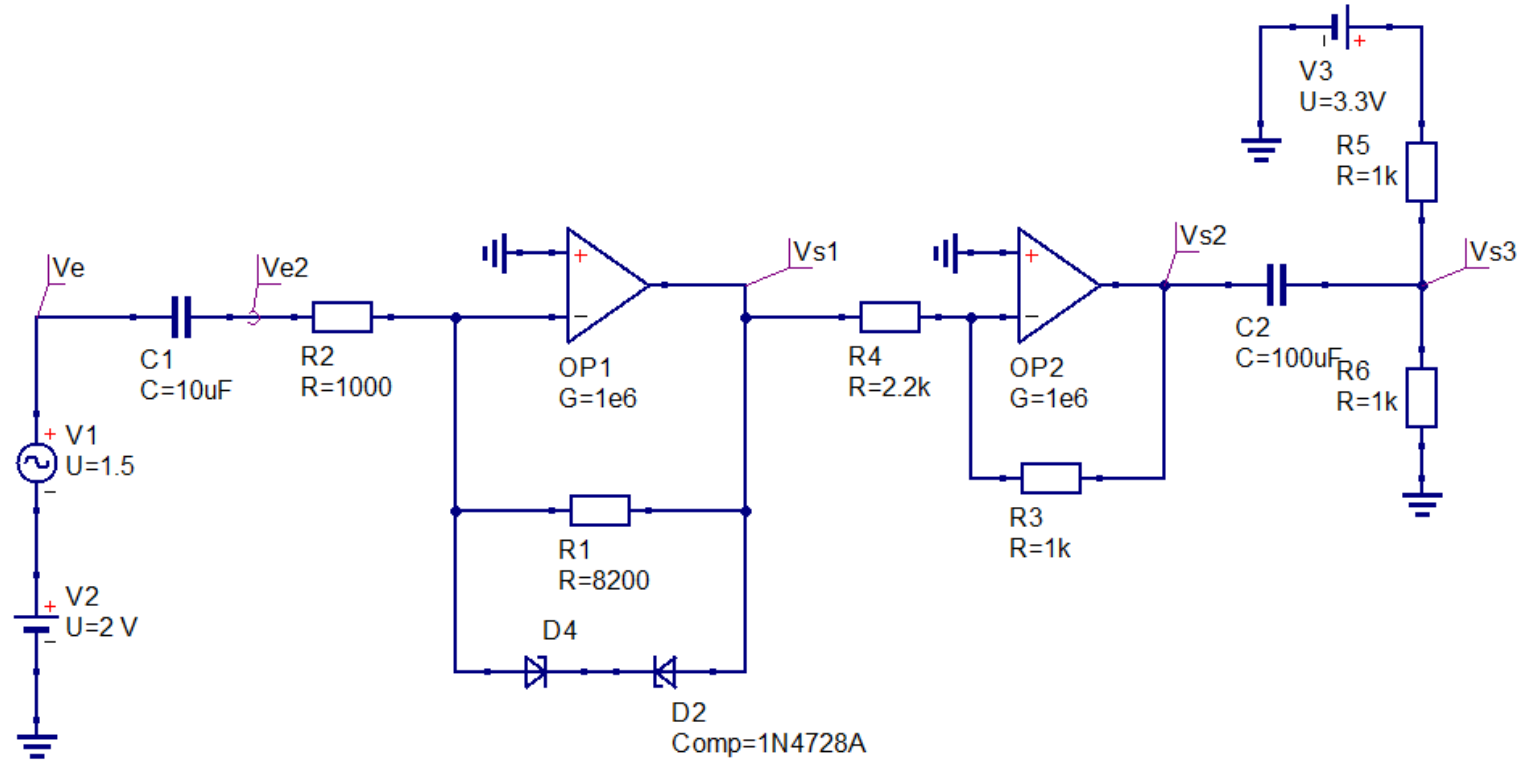 V3
U=3.3V
R5
R=1k
Ve
Ve2
Vs1
Vs2
Vs3
+
−
+
−
C1
C=10uF
R2
R=1000
OP1
G=1e6
R4
R=2.2k
OP2
G=1e6
C2
C=100uF
R6
R=1k
V1
U=1.5
R1
R=8200
R3
R=1k
V2
U=2 V
D4
D2
Comp=1N4728A